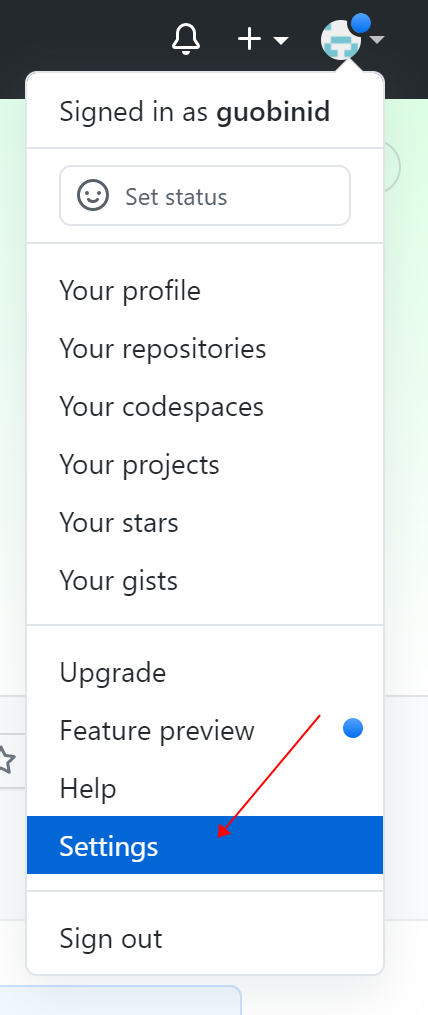 Signed in as guobinid
Set status
Your profile
Your repositories
Your codespaces
Your projects
Your stars
Your gists
Upgrade
Feature preview
Help
Settings
Sign out